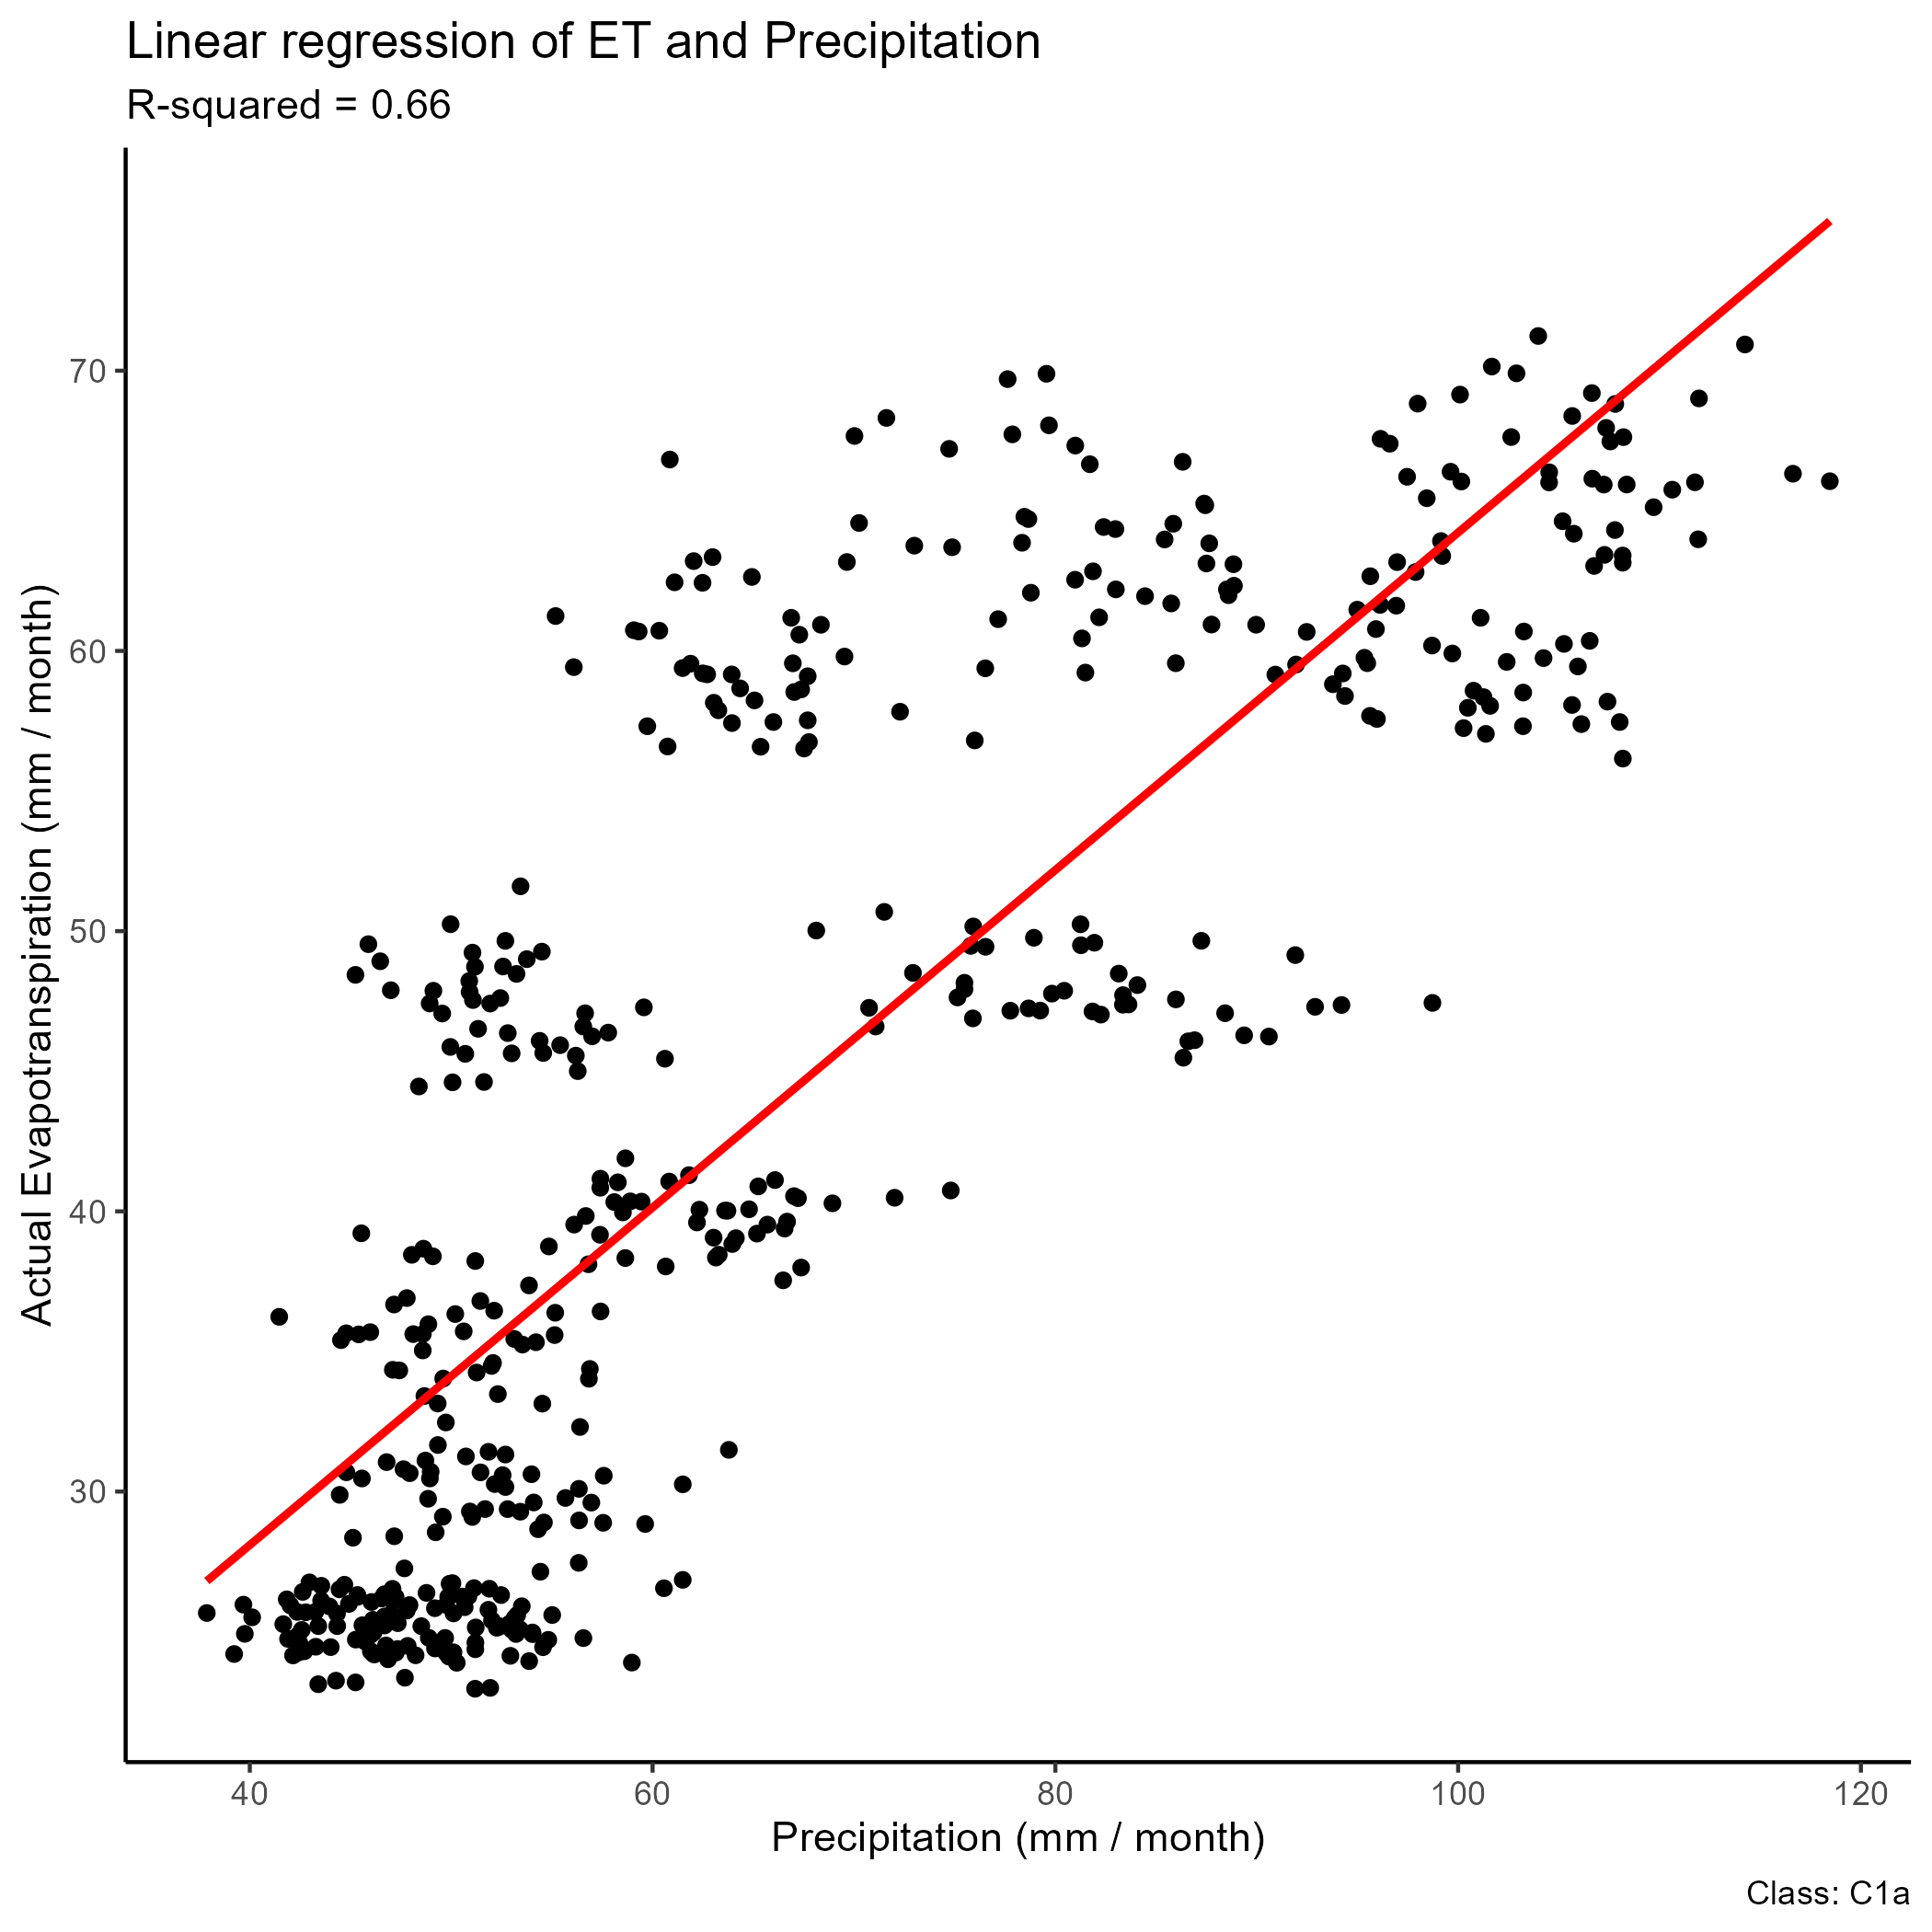 Linear regression of ET and Precipitation
R-squared = 0.66
Actual Evapotranspiration (mm / month)
70
60
50
40
30
40 60 80 100 120
Precipitation (mm / month)
Class: C1a